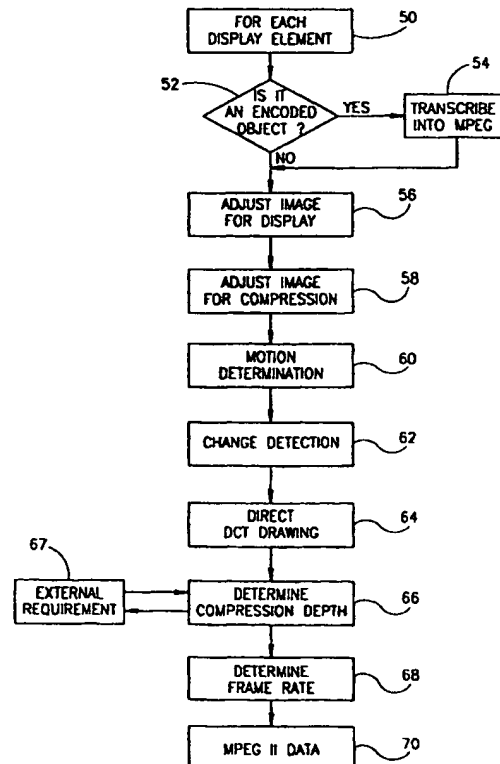 FOR EACH
DISPLAY ELEMENT
50
52
IS IT
AN ENCODED
OBJECT ?
YES
54
TRANSCRIBE
INTO MPEG
NO
ADJUST IMAGE
FOR DISPLAY
56
ADJUST IMAGE
FOR COMPRESSION
58
MOTION
DETERMINATION
60
CHANGE DETECTION
62
DIRECT
DCT DRAWING
64
67
EXTERNAL
REQUIREMENT
DETERMINE
COMPRESSION DEPTH
66
DETERMINE
FRAME RATE
68
MPEG II DATA
70